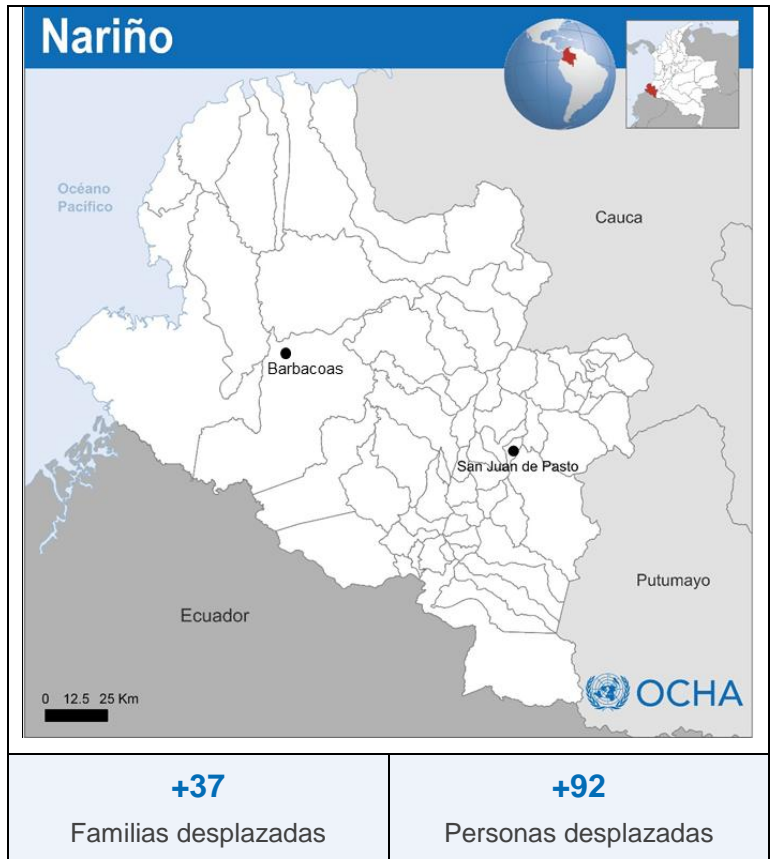 Nariño
Océano
Pacífico
Cauca
Barbacoas
San Juan de Pasto
Putumayo
Ecuador
0 12.5 25 Km
OCHA
+37
Familias desplazadas
+92
Personas desplazadas